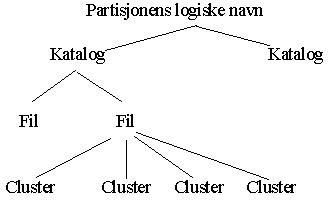 Partisjonens logiske navn
Katalog Katalog
Fil Fil
Cluster Cluster Cluster Cluster